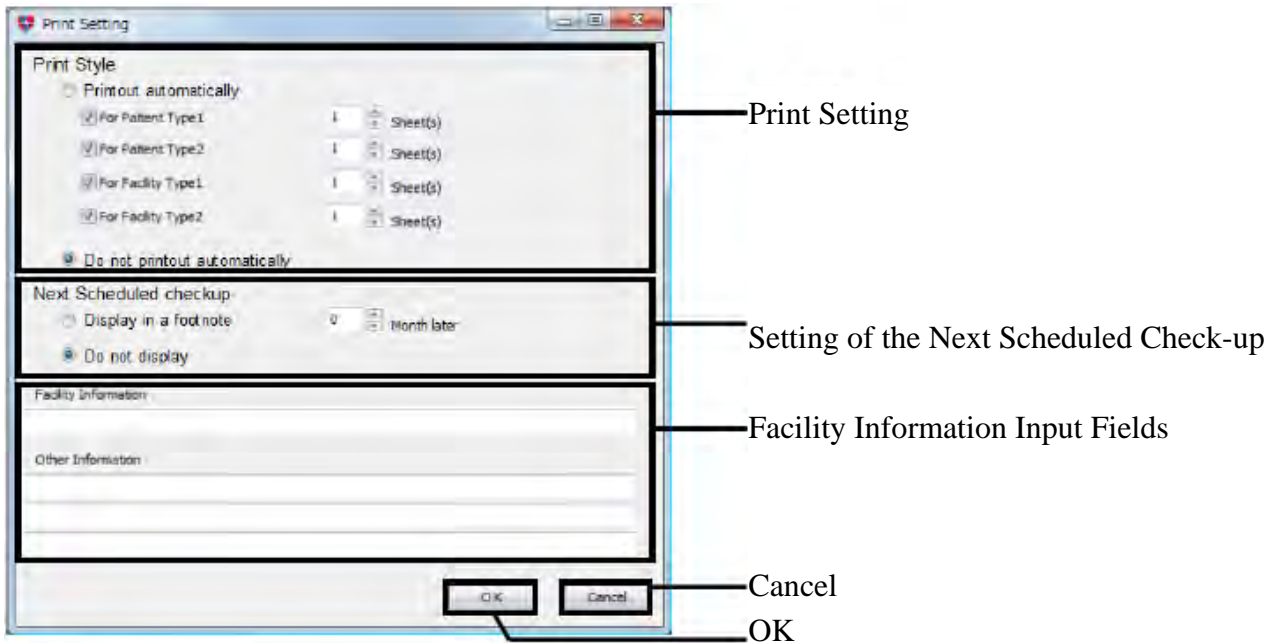 Print Setting
Print Style
Printout automatically
For Patient Type1 1 Sheet(s)
For Patient Type2 1 Sheet(s)
For Facility Type1 1 Sheet(s)
For Facility Type2 1 Sheet(s)
Do not printout automatically
Print Setting
Next Scheduled checkup
Display in a footnote 0 Month later
Do not display
Setting of the Next Scheduled Check-up
Facility Information
Facility Information Input Fields
Other Information
OK Cancel
Cancel
OK